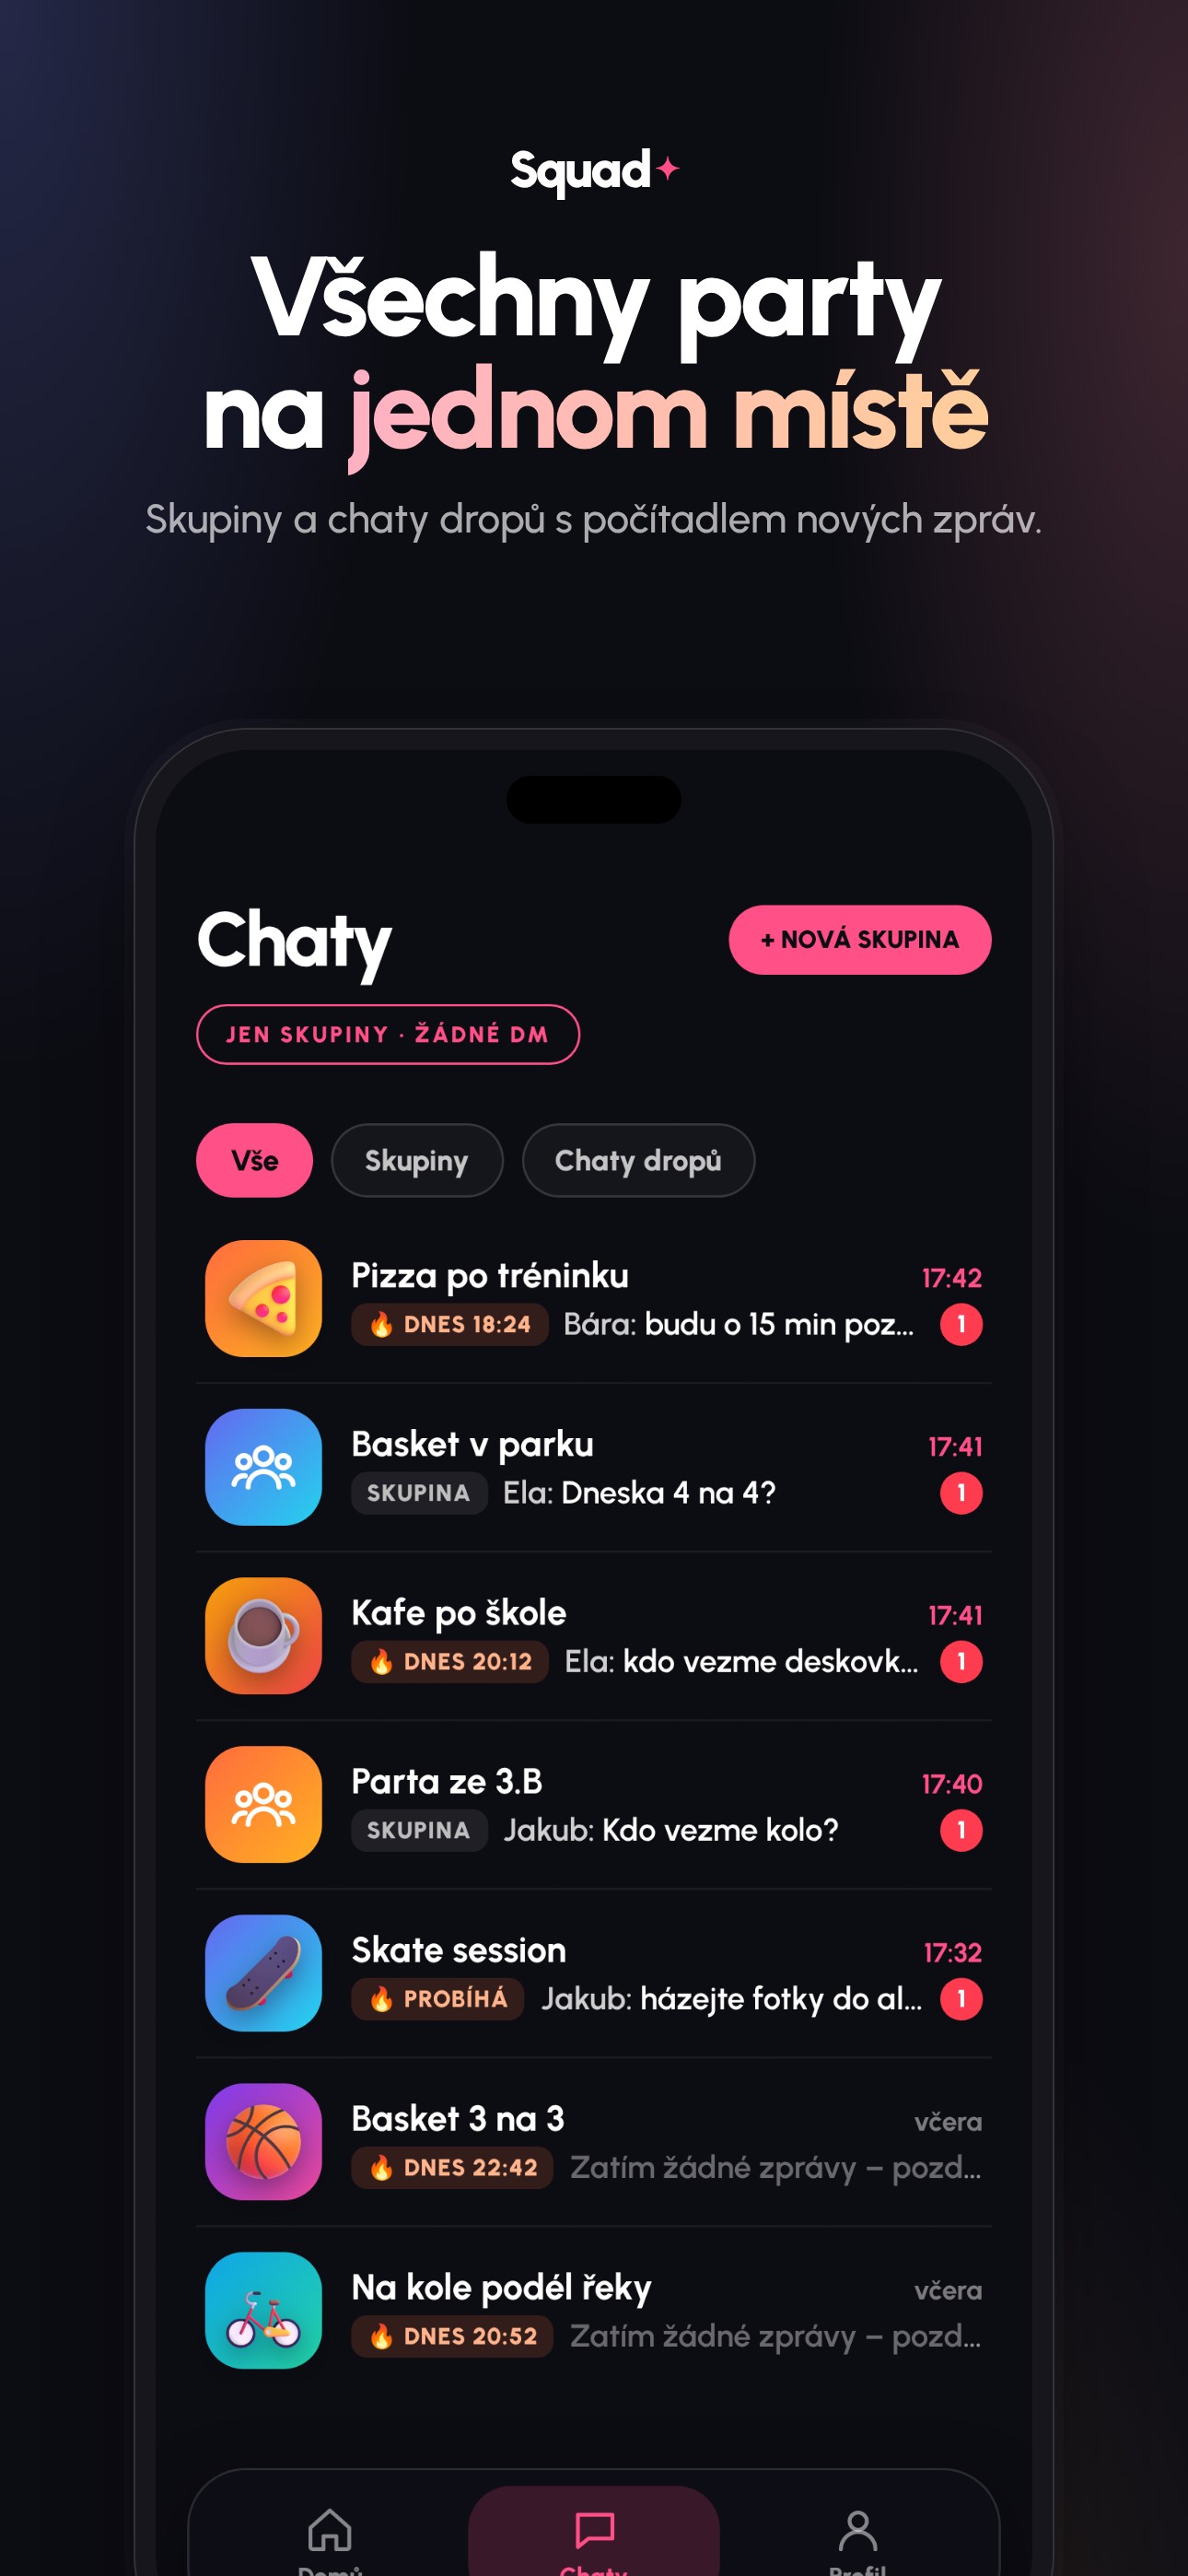 Squad
Všechny party
na jednom místě
Skupiny a chaty dropů s počítadlem nových zpráv.
Chaty
+ NOVÁ SKUPINA
JEN SKUPINY · ŽÁDNÉ DM
Vše Skupiny Chaty dropů
Pizza po tréninku 17:42
🔥 DNES 18:24 Bára: budu o 15 min poz... 1
Basket v parku 17:41
SKUPINA Ela: Dneska 4 na 4? 1
Kafe po škole 17:41
🔥 DNES 20:12 Ela: kdo vezme deskovk... 1
Parta ze 3.B 17:40
SKUPINA Jakub: Kdo vezme kolo? 1
Skate session 17:32
🔥 PROBÍHÁ Jakub: házejte fotky do al... 1
Basket 3 na 3 včera
🔥 DNES 22:42 Zatím žádné zprávy – pozd...
Na kole podél řeky včera
🔥 DNES 20:52 Zatím žádné zprávy – pozd...
Domů Chaty Profil